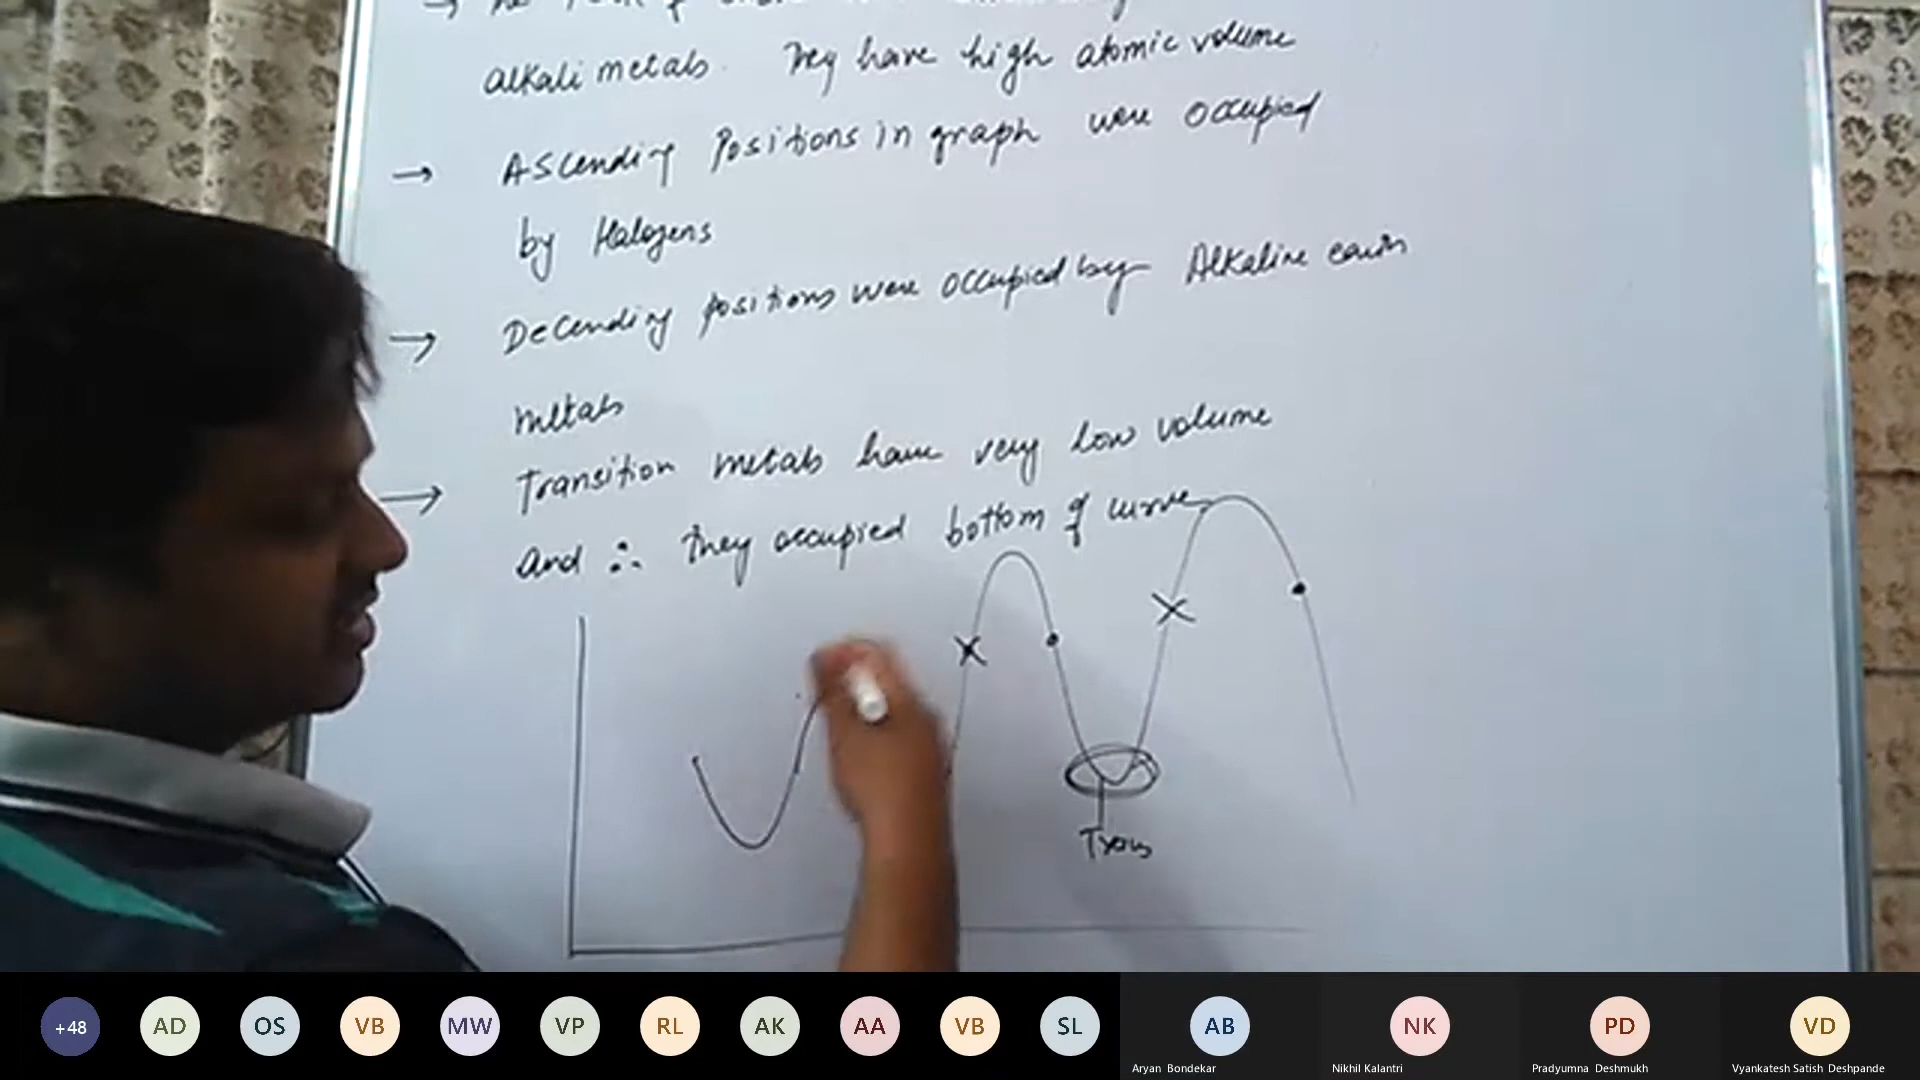 alkali metals. They have high atomic volume
→ Ascending Positions in graph were occupied
by Halogens
→ Decending positions were occupied by Alkaline earth
metals
→ Transition metals have very low volume
and ∴ they occupied bottom of curve
Trans
+48
AD
OS
VB
MW
VP
RL
AK
AA
VB
SL
AB
NK
PD
VD
Aryan Bondekar
Nikhil Kalantri
Pradyumna Deshmukh
Vyankatesh Satish Deshpande